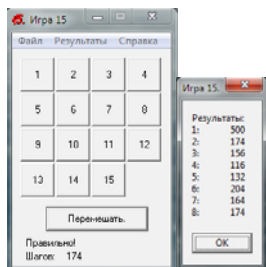 Игра 15
Файл Результаты Справка
1 2 3 4
5 6 7 8
9 10 11 12
13 14 15
Перемешать.
Правильно!
Шагов: 174
Игра 15.
Результаты:
1: 500
2: 174
3: 156
4: 116
5: 132
6: 204
7: 164
8: 174
OK